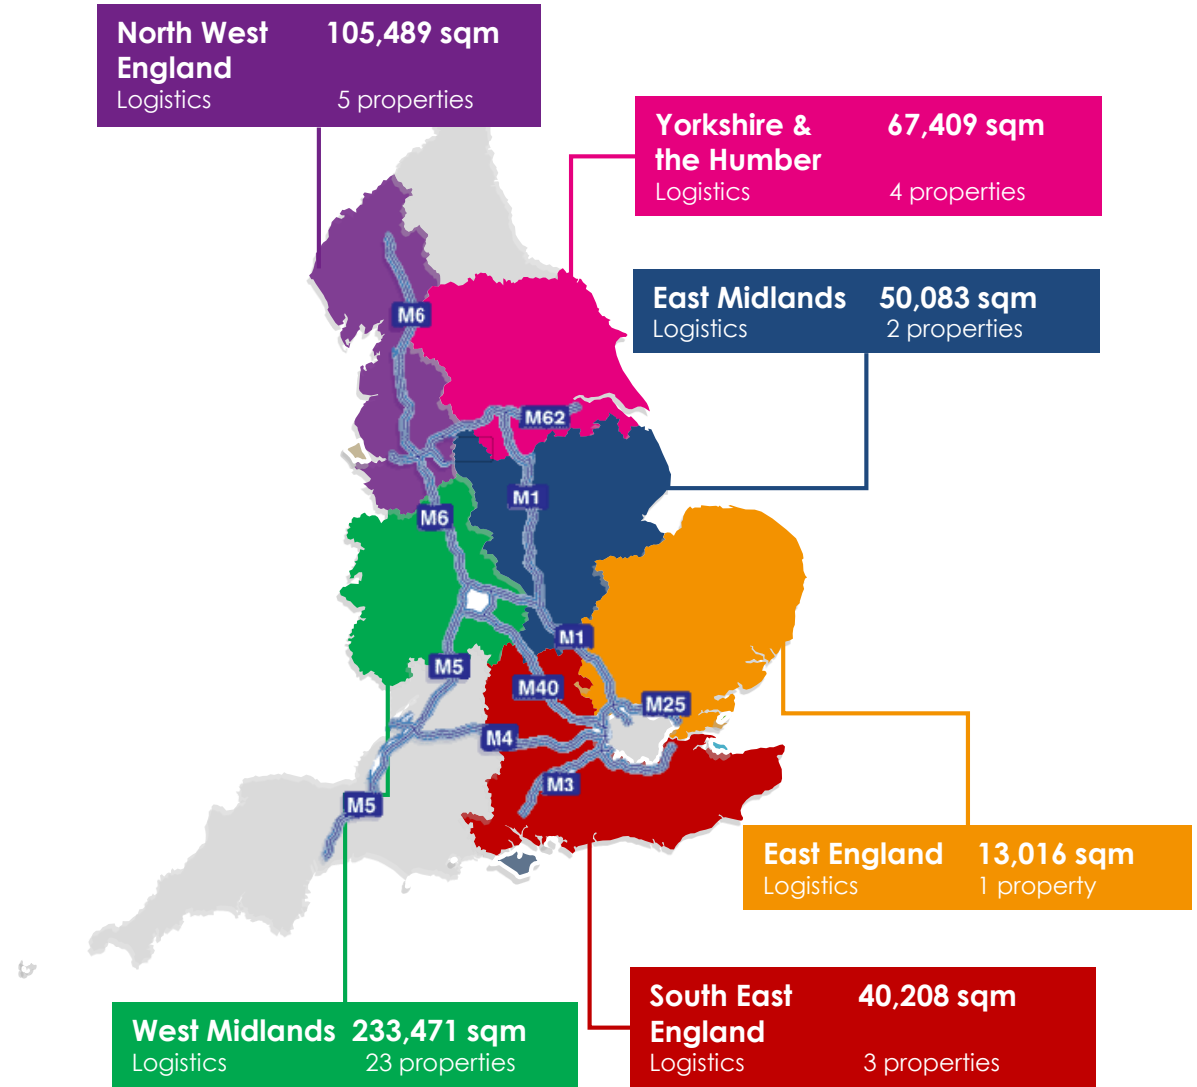 North West 105,489 sqm
England
Logistics 5 properties
Yorkshire & 67,409 sqm
the Humber
Logistics 4 properties
East Midlands 50,083 sqm
Logistics 2 properties
M6
M62
M1
M6
M1
M5
M40
M25
M4
M3
M5
East England 13,016 sqm
Logistics 1 property
South East 40,208 sqm
England
Logistics 3 properties
West Midlands 233,471 sqm
Logistics 23 properties